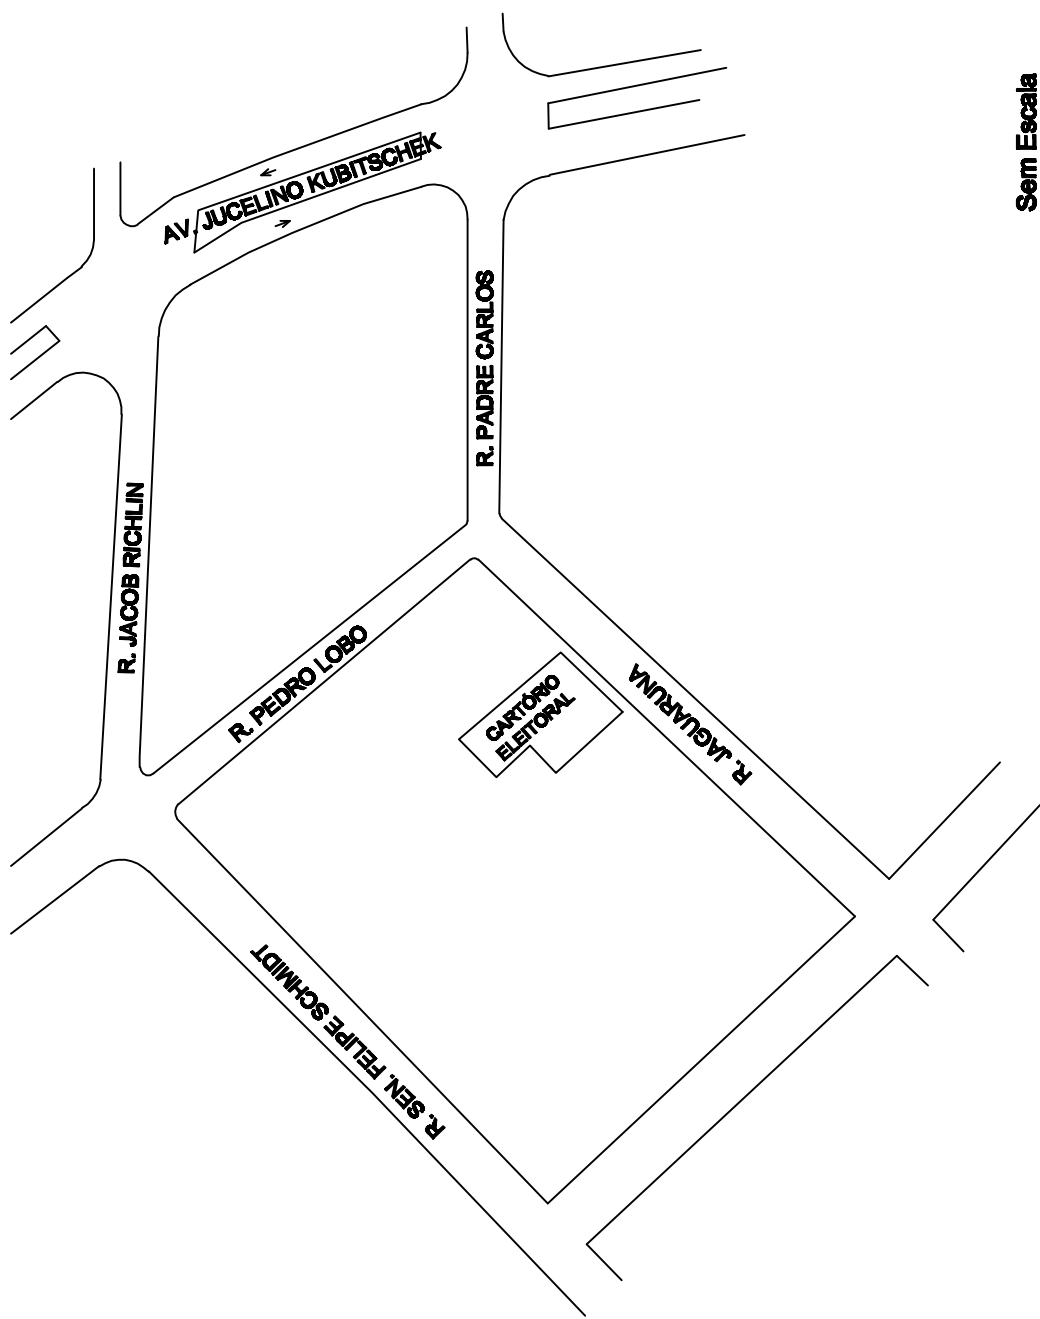 Sem Escala
AV. JUCELINO KUBITSCHEK
R. PADRE CARLOS
R. JACOB RICHLIN
R. PEDRO LOBO
CARTÓRIO
ELEITORAL
R. JAGUARUNA
R. SEN. FELIPE SCHMIDT